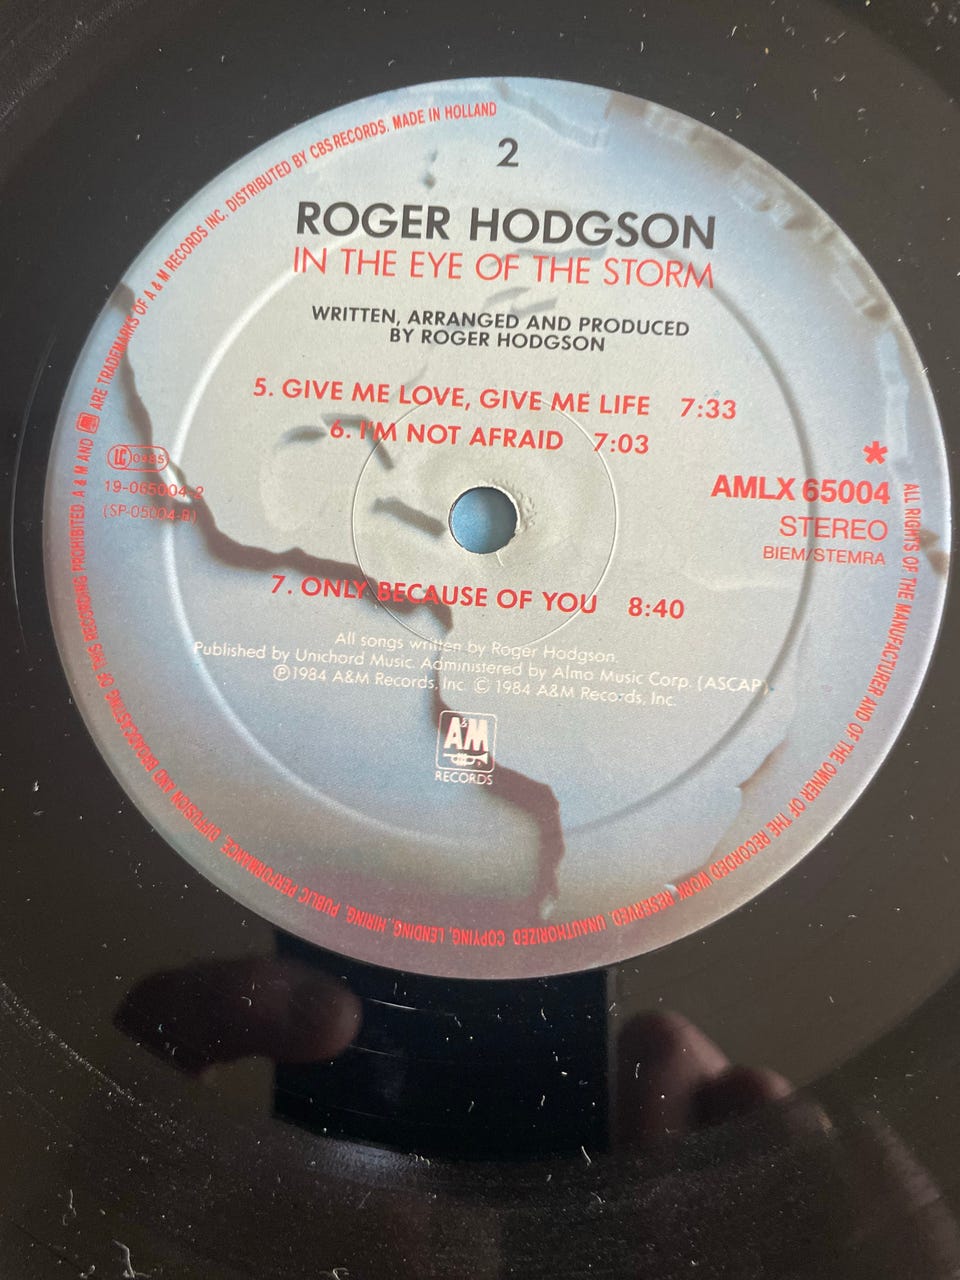 2
ROGER HODGSON
IN THE EYE OF THE STORM
WRITTEN, ARRANGED AND PRODUCED
BY ROGER HODGSON
5. GIVE ME LOVE, GIVE ME LIFE 7:33
6. I'M NOT AFRAID 7:03
LC 0485
19-065004-2
(SP-05004-B)
*
AMLX 65004
STEREO
BIEM/STEMRA
7. ONLY BECAUSE OF YOU 8:40
All songs written by Roger Hodgson
Published by Unichord Music. Administered by Almo Music Corp. (ASCAP).
Ⓟ1984 A&M Records, Inc. © 1984 A&M Records, Inc.
A&M
RECORDS
ALL RIGHTS OF THE MANUFACTURER AND OF THE OWNER OF THE RECORDED WORK RESERVED. UNAUTHORIZED COPYING, LENDING, HIRING, PUBLIC PERFORMANCE, DIFFUSION AND BROADCASTING OF THIS RECORDING PROHIBITED A & M AND ARE TRADEMARKS OF A & M RECORDS INC. DISTRIBUTED BY CBS RECORDS. MADE IN HOLLAND